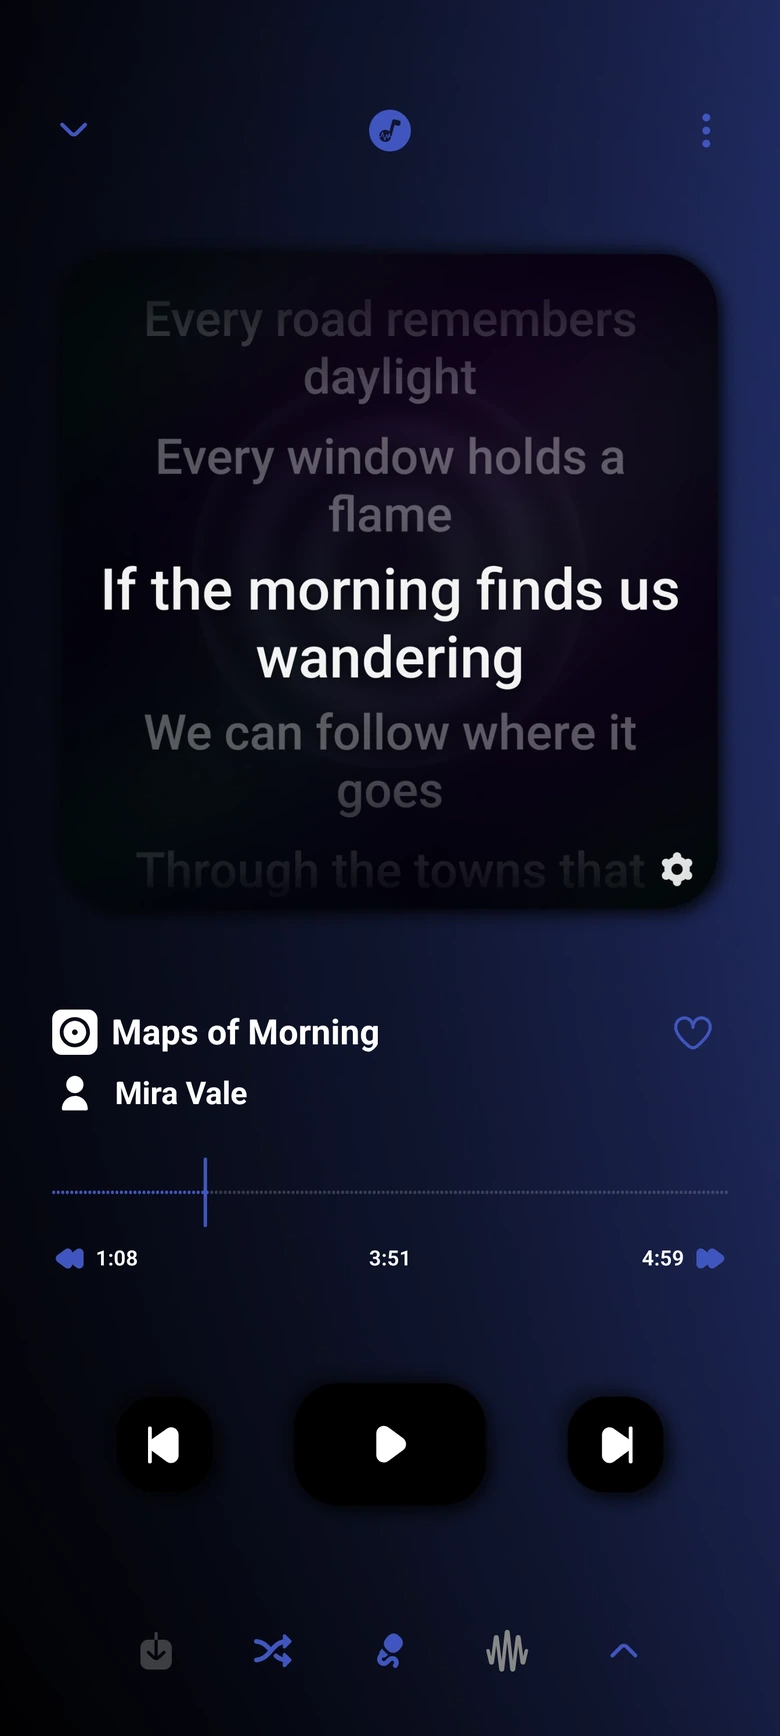 Every road remembers
daylight
Every window holds a
flame
If the morning finds us
wandering
We can follow where it
goes
Through the towns that
Maps of Morning
Mira Vale
1:08 3:51 4:59